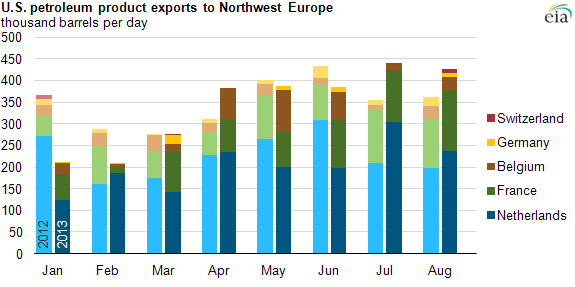 U.S. petroleum product exports to Northwest Europe
thousand barrels per day
eia
500
450
400
350
300
250
200
150
100
50
0
2012
2013
Jan
Feb
Mar
Apr
May
Jun
Jul
Aug
Switzerland
Germany
Belgium
France
Netherlands